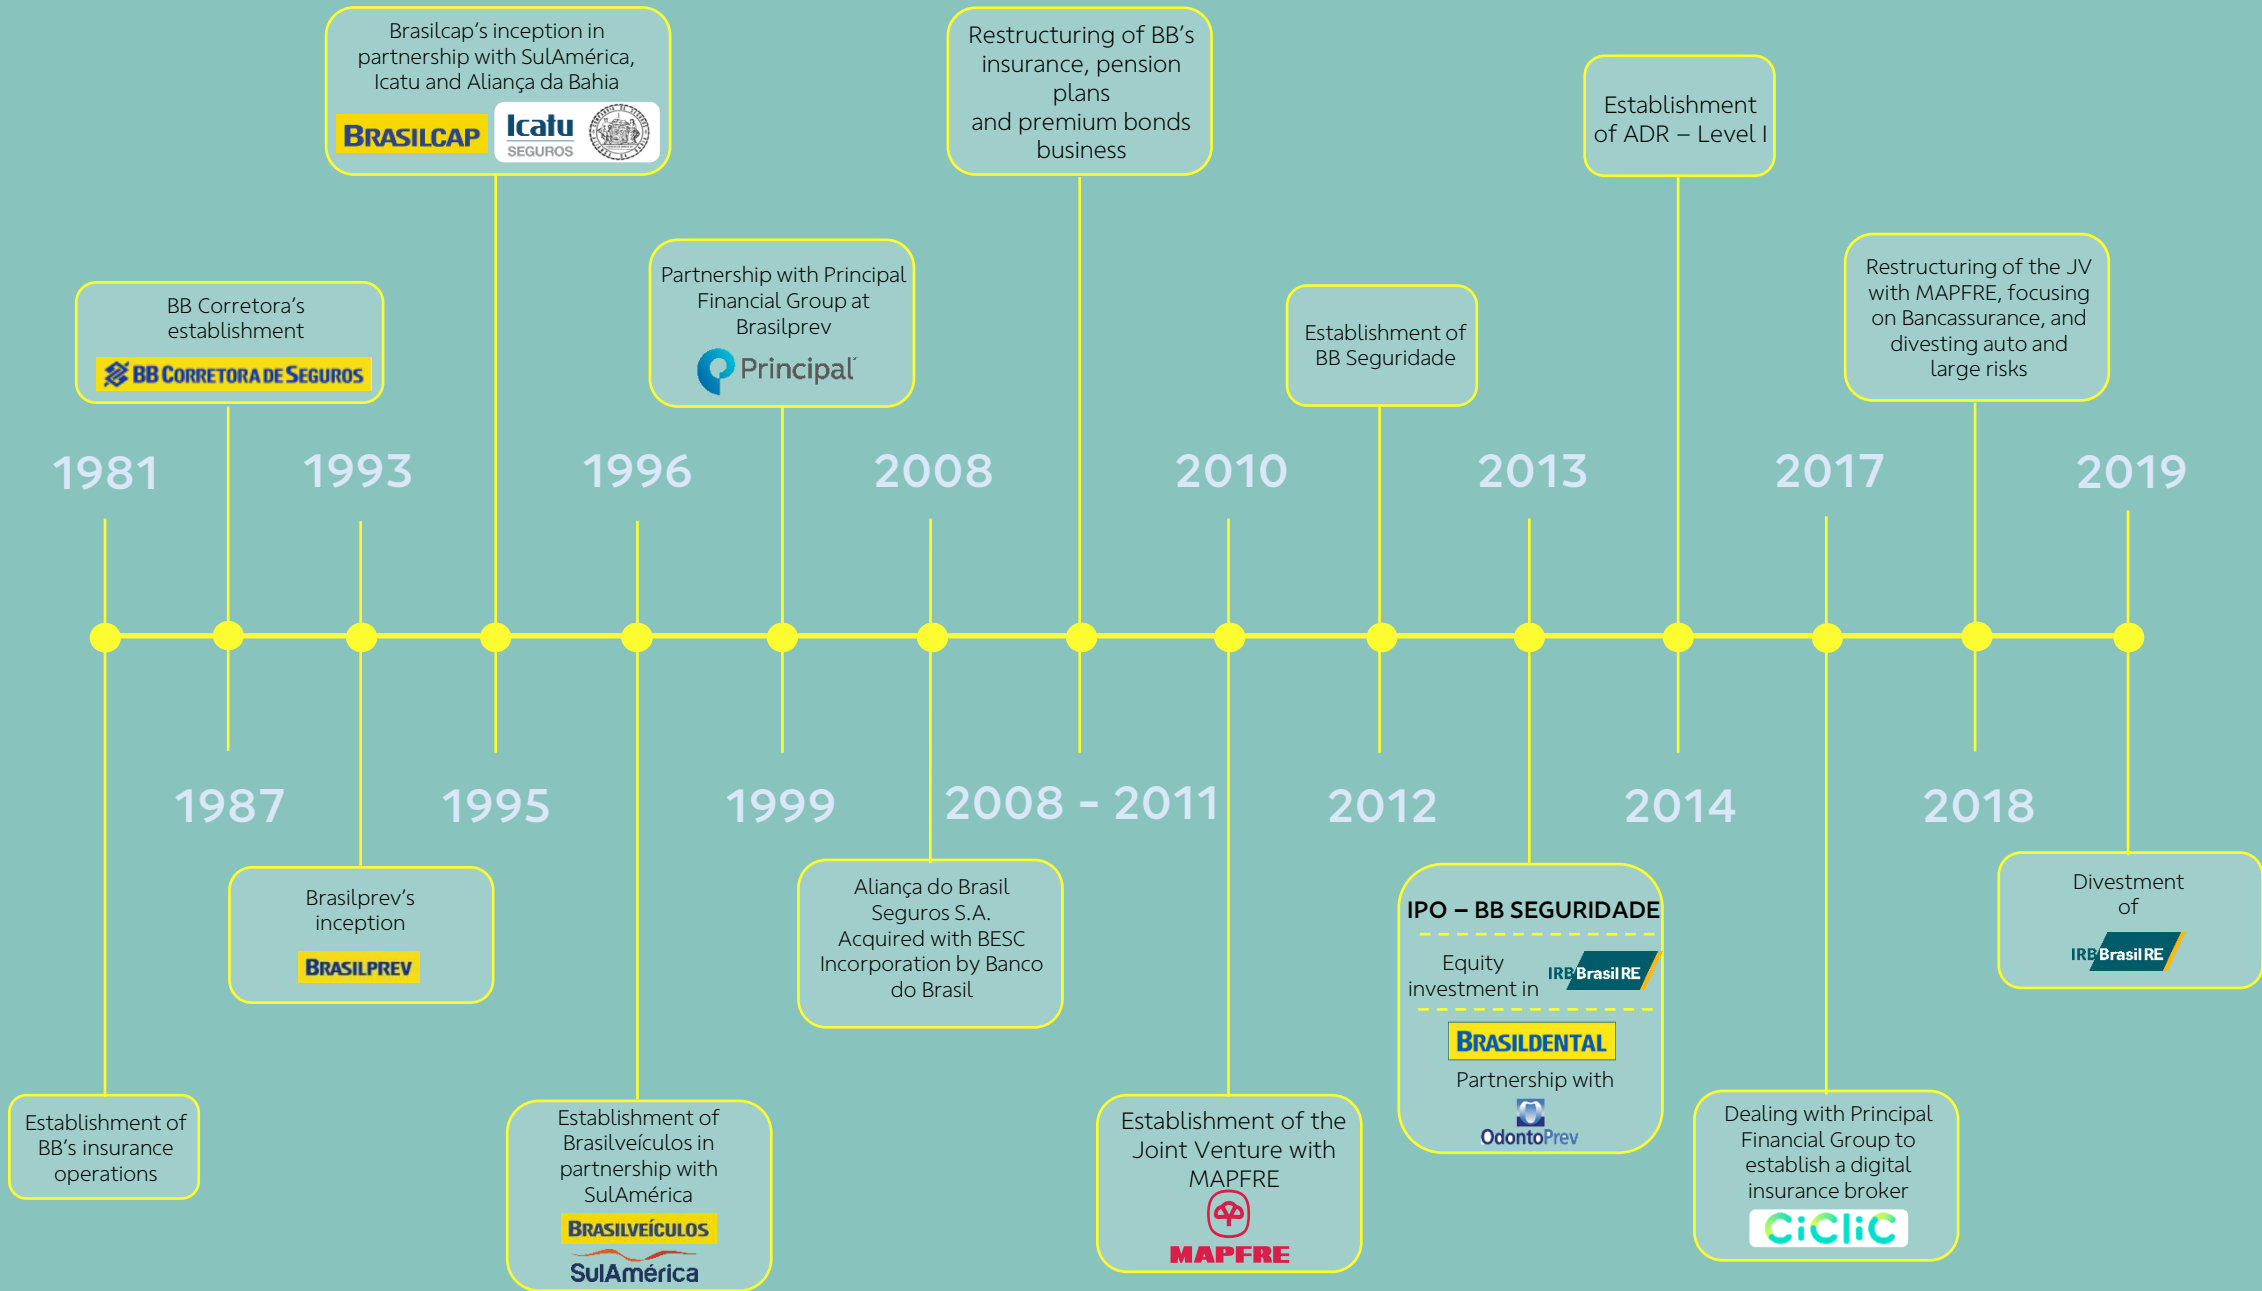 Brasilcap’s inception in
partnership with SulAmérica,
Icatu and Aliança da Bahia
BRASILCAP
Icatu
SEGUROS
Restructuring of BB’s
insurance, pension
plans
and premium bonds
business
Establishment
of ADR – Level I
BB Corretora’s
establishment
BB CORRETORA DE SEGUROS
Partnership with Principal
Financial Group at
Brasilprev
Principal
Establishment of
BB Seguridade
Restructuring of the JV
with MAPFRE, focusing
on Bancassurance, and
divesting auto and
large risks
1981
1993
1996
2008
2010
2013
2017
2019
1987
1995
1999
2008 - 2011
2012
2014
2018
Establishment of
BB’s insurance
operations
Brasilprev’s
inception
BRASILPREV
Establishment of
Brasilveículos in
partnership with
SulAmérica
BRASILVEÍCULOS
SulAmérica
Aliança do Brasil
Seguros S.A.
Acquired with BESC
Incorporation by Banco
do Brasil
Establishment of the
Joint Venture with
MAPFRE
MAPFRE
IPO – BB SEGURIDADE
Equity
investment in
IRB Brasil RE
BRASILDENTAL
Partnership with
OdontoPrev
Dealing with Principal
Financial Group to
establish a digital
insurance broker
CiCliC
Divestment
of
IRB Brasil RE